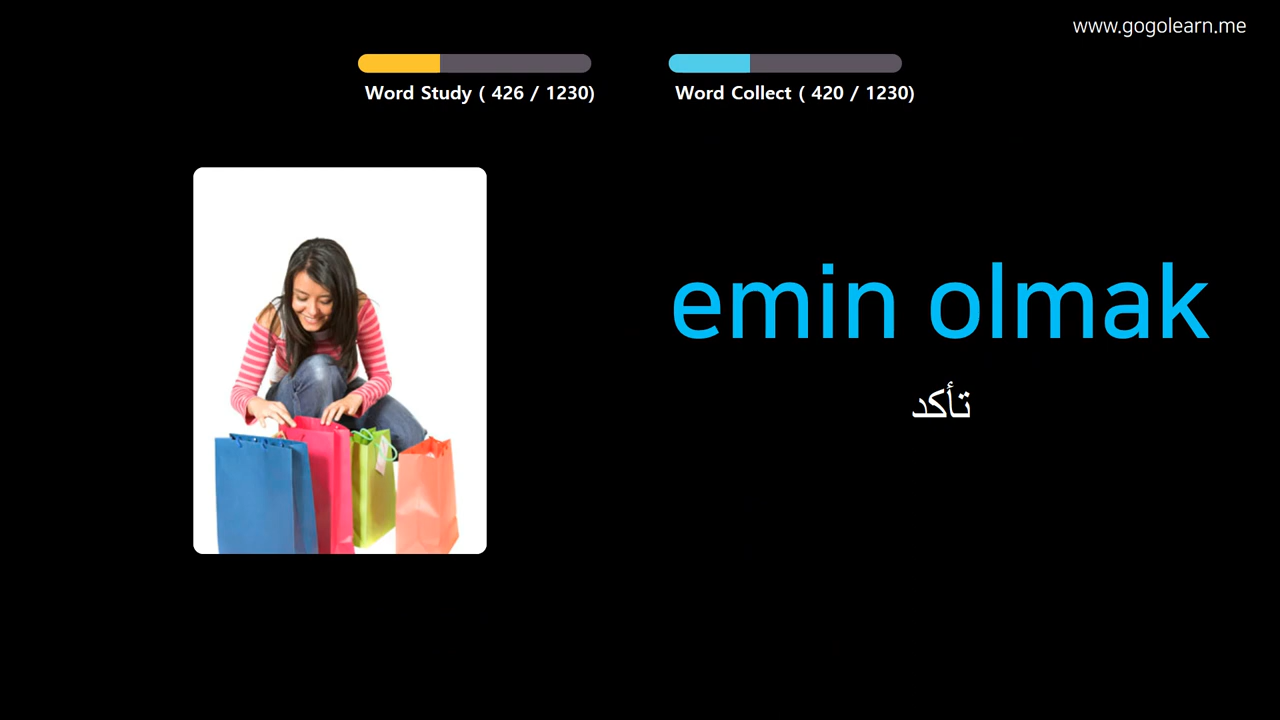 www.gogolearn.me
Word Study ( 426 / 1230)
Word Collect ( 420 / 1230)
emin olmak
تأكد